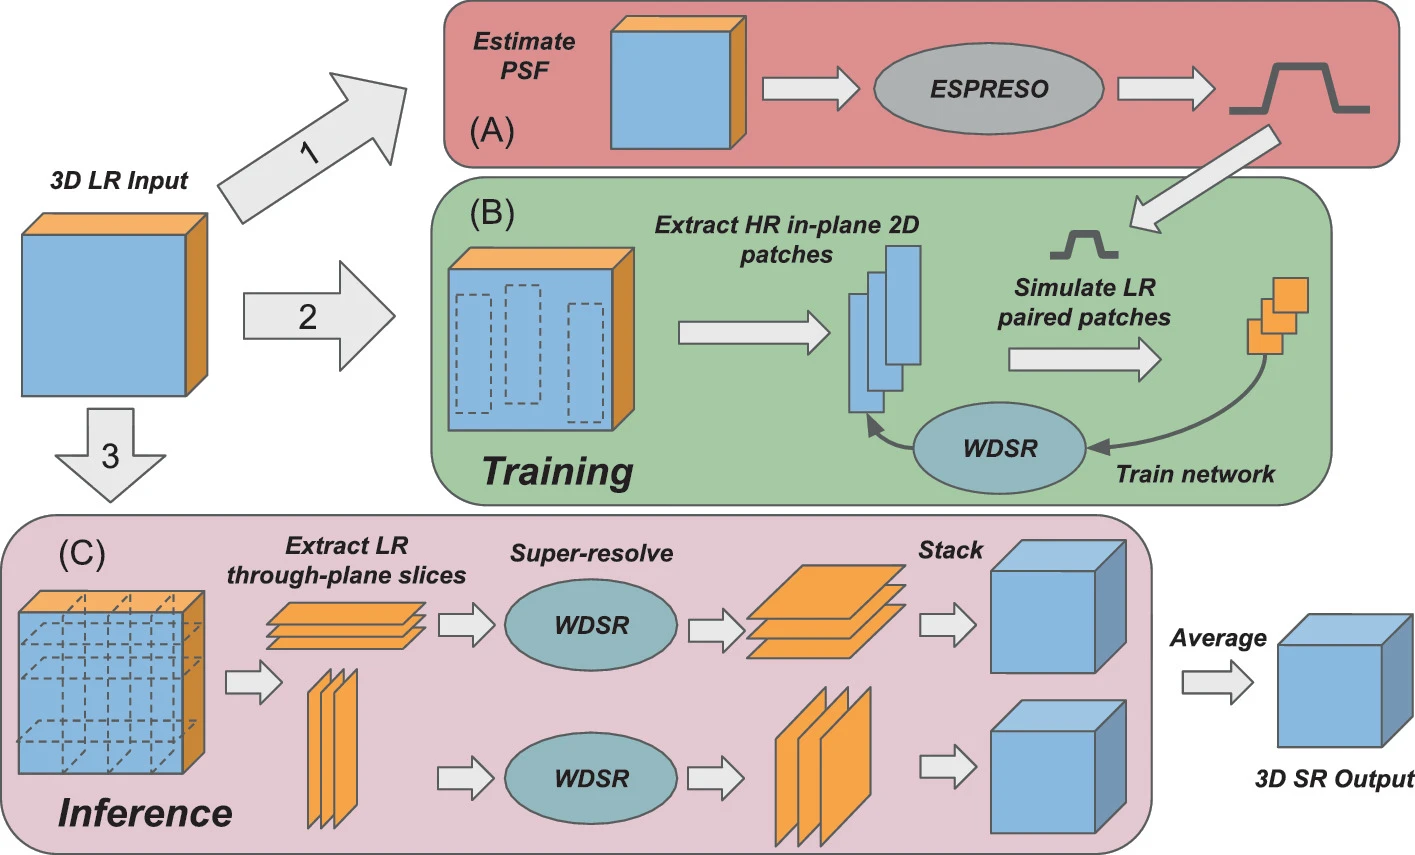 3D LR Input
1
2
3
Estimate
PSF
(A)
ESPRESO
(B)
Extract HR in-plane 2D
patches
Simulate LR
paired patches
WDSR
Train network
Training
(C)
Extract LR
through-plane slices
Super-resolve
Stack
WDSR
WDSR
Inference
Average
3D SR Output